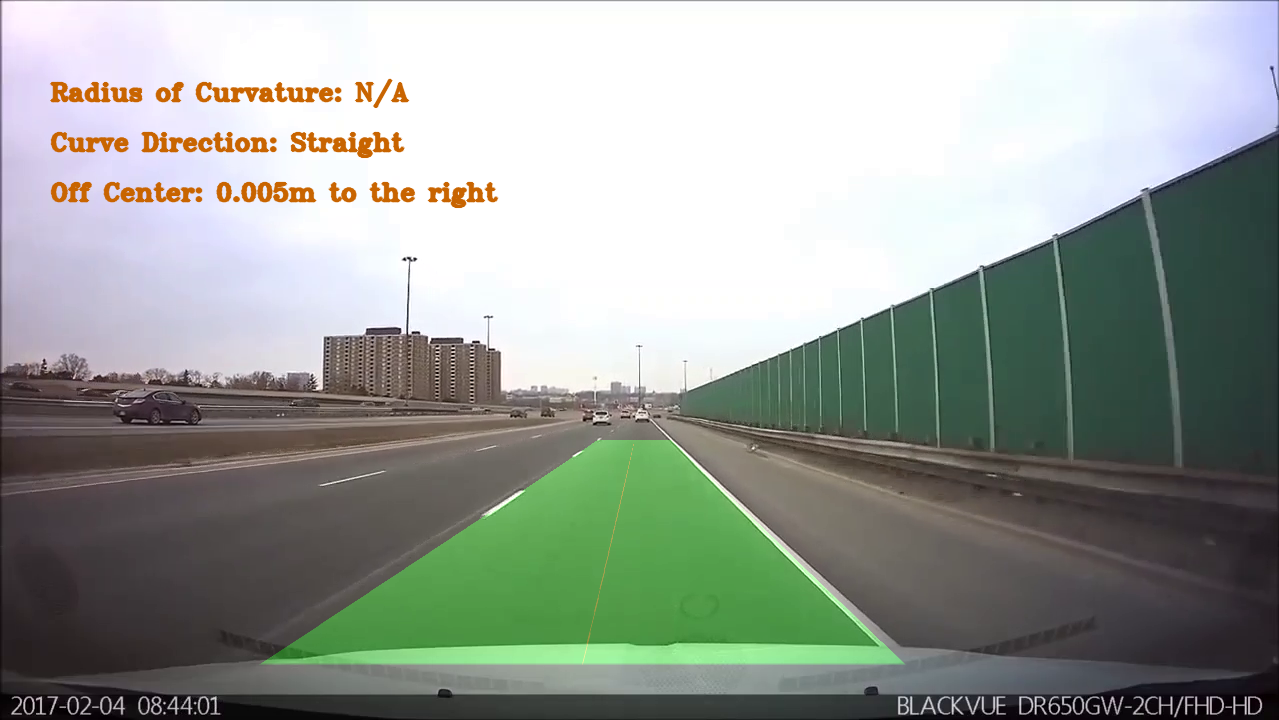 Radius of Curvature: N/A
Curve Direction: Straight
Off Center: 0.005m to the right
2017-02-04 08:44:01
BLACKVUE DR650GW-2CH/FHD-HD